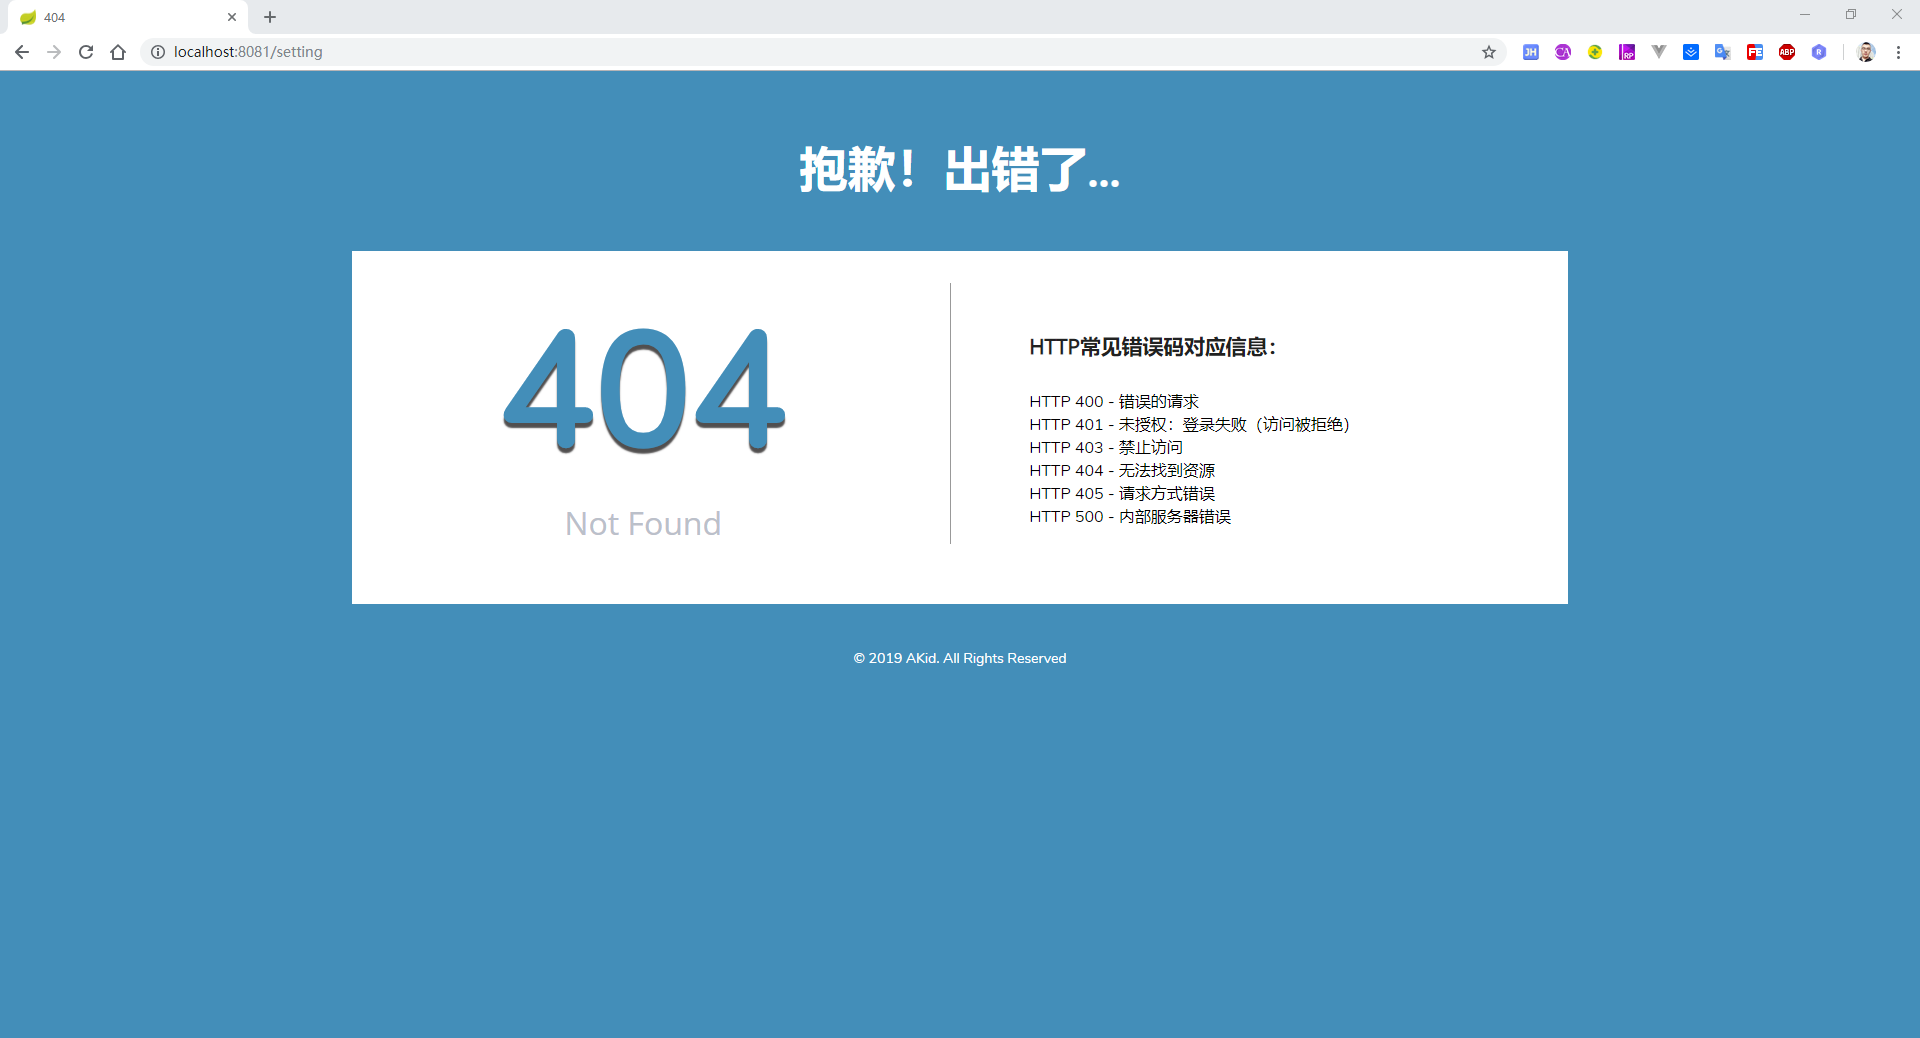 404
localhost:8081/setting
JH
CA
RP
G
FE
ABP
R
抱歉！出错了...
404
Not Found
HTTP常见错误码对应信息：
HTTP 400 - 错误的请求
HTTP 401 - 未授权：登录失败（访问被拒绝）
HTTP 403 - 禁止访问
HTTP 404 - 无法找到资源
HTTP 405 - 请求方式错误
HTTP 500 - 内部服务器错误
© 2019 AKid. All Rights Reserved